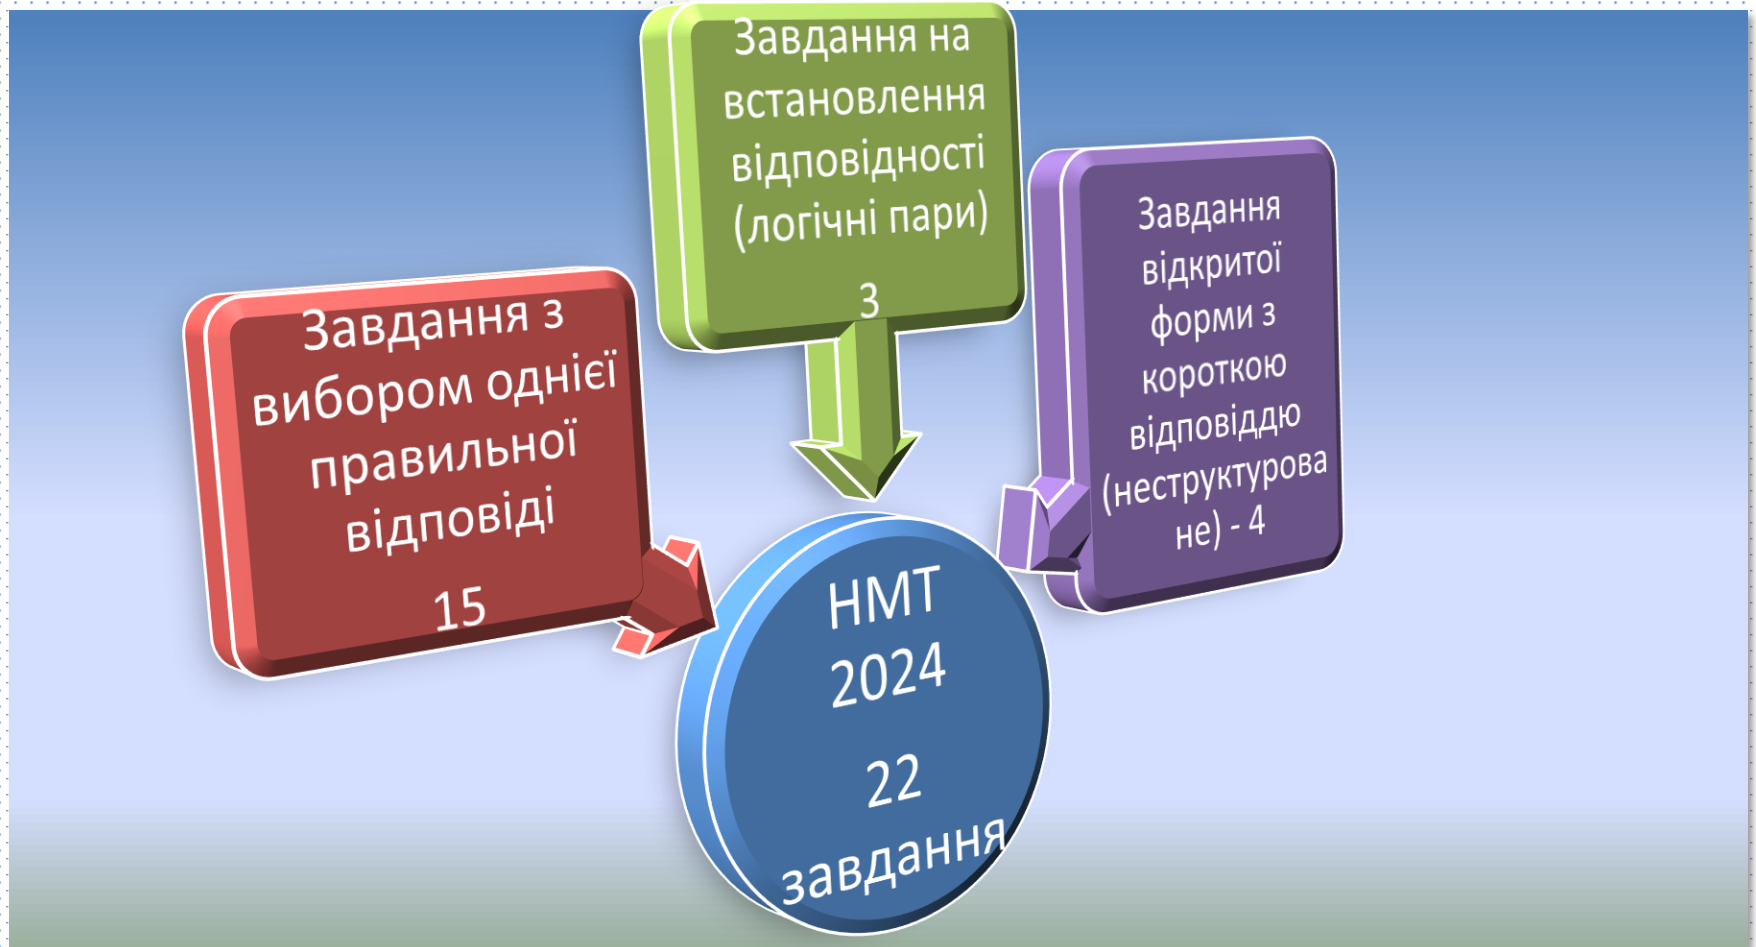 Завдання на
встановлення
відповідності
(логічні пари)
3
Завдання з
вибором однієї
правильної
відповіді
15
Завдання
відкритої
форми з
короткою
відповіддю
(неструктурова
не) - 4
НМТ
2024
22
завдання